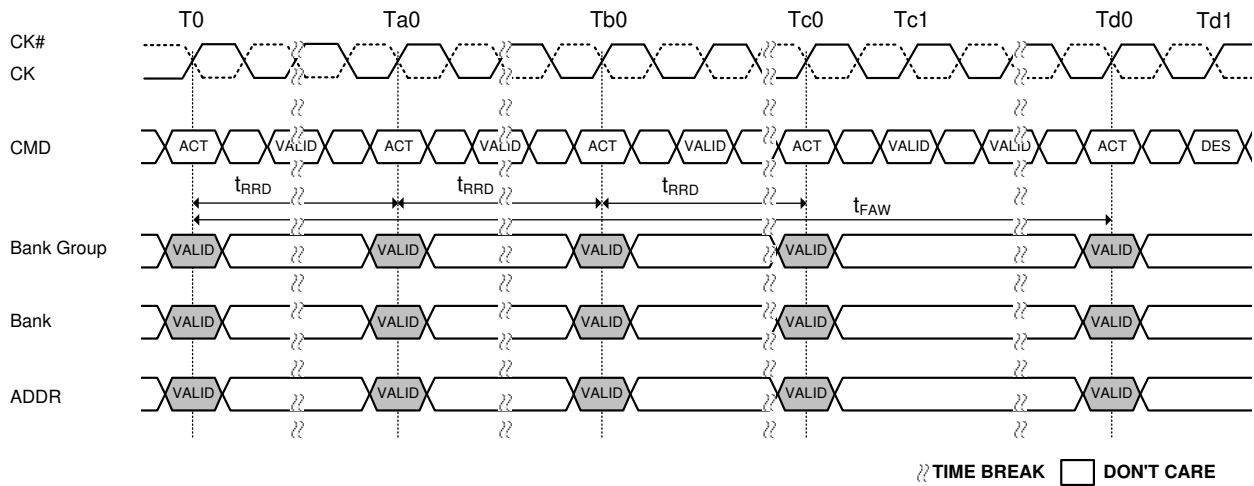 T0 Ta0 Tb0 Tc0 Tc1 Td0 Td1
CK#
CK
CMD ACT VALID ACT VALID ACT VALID ACT VALID VALID ACT DES
tRRD tRRD tRRD
tFAW
Bank Group VALID VALID VALID VALID VALID
Bank VALID VALID VALID VALID VALID
ADDR VALID VALID VALID VALID VALID
TIME BREAK DON'T CARE